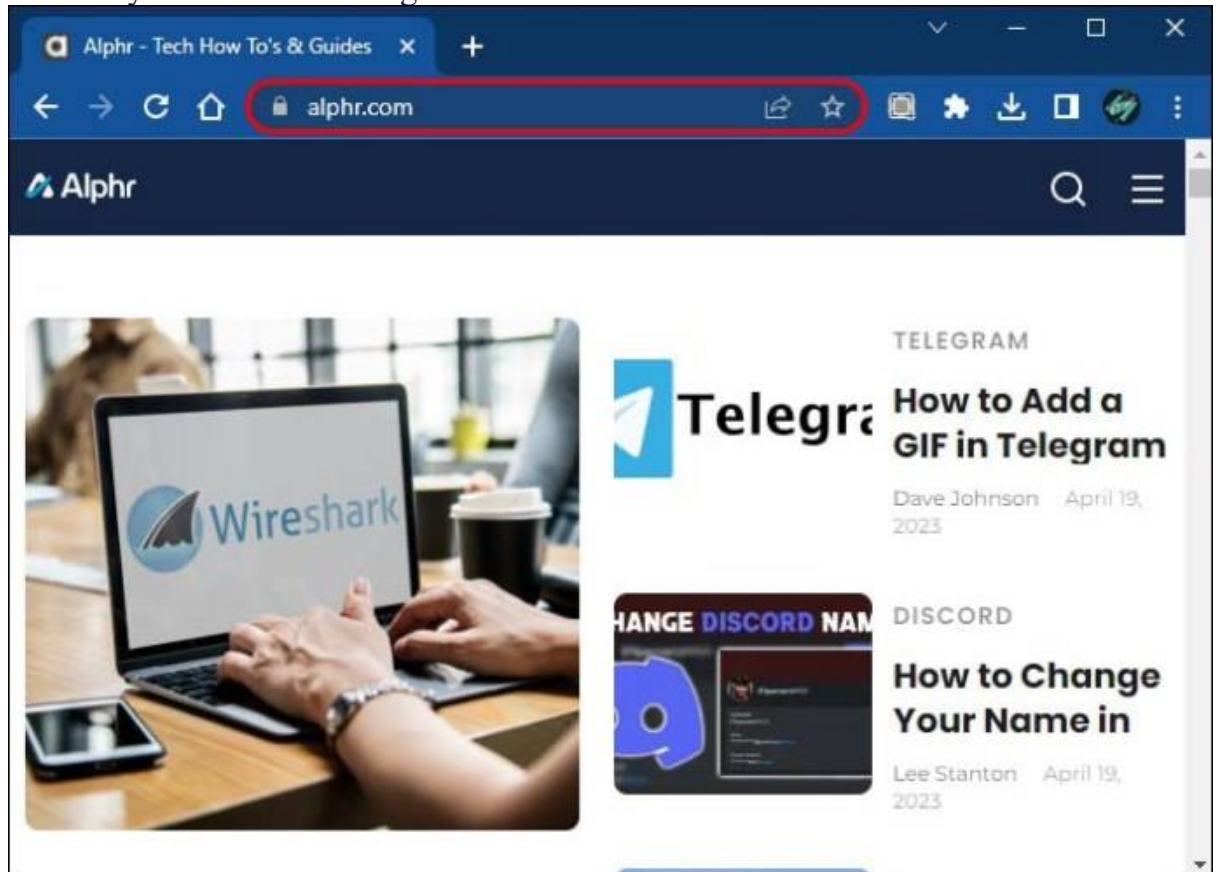 Alphr - Tech How To's & Guides
alphr.com
Alphr
Wireshark
Telegra
TELEGRAM
How to Add a
GIF in Telegram
Dave Johnson April 19,
2023
HANGE DISCORD NAM
DISCORD
How to Change
Your Name in
Lee Stanton April 19,
2023